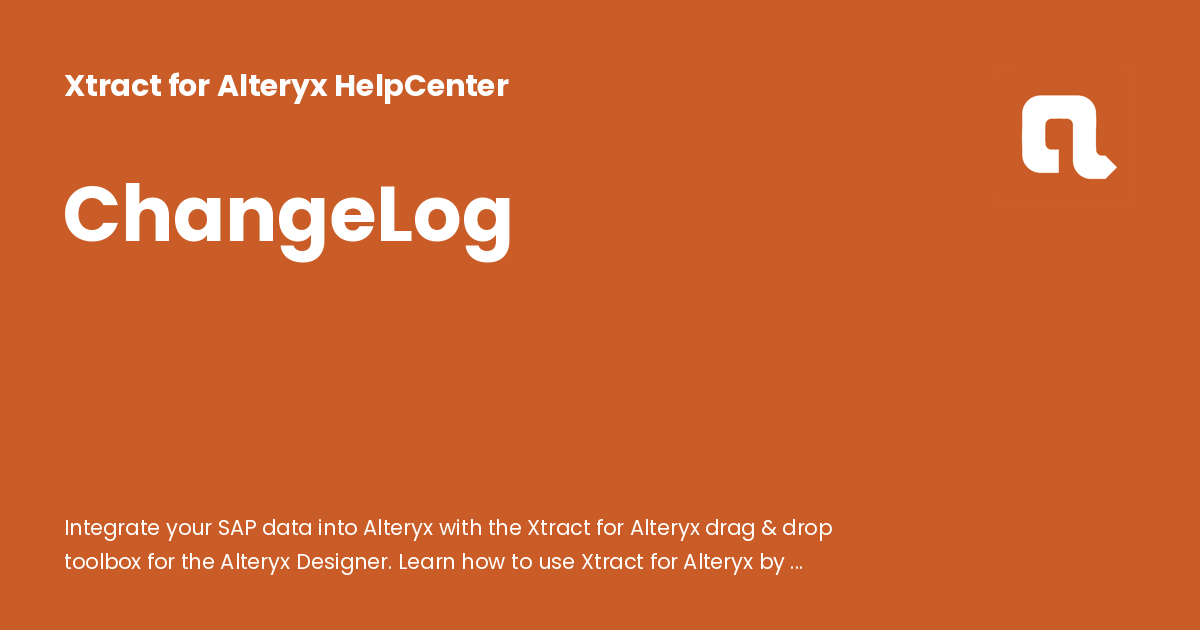 Xtract for Alteryx HelpCenter
ChangeLog
Integrate your SAP data into Alteryx with the Xtract for Alteryx drag & drop
toolbox for the Alteryx Designer. Learn how to use Xtract for Alteryx by ...